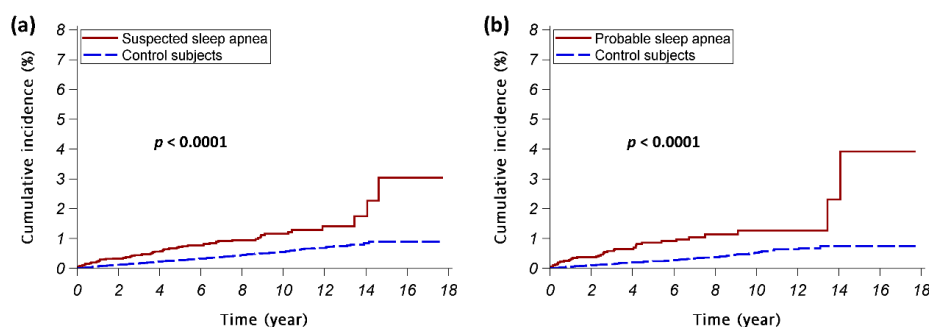 (a)
Suspected sleep apnea
Control subjects
p < 0.0001
Cumulative incidence (%)
8
7
6
5
4
3
2
1
0
0 2 4 6 8 10 12 14 16 18
Time (year)
(b)
Probable sleep apnea
Control subjects
p < 0.0001
Cumulative incidence (%)
8
7
6
5
4
3
2
1
0
0 2 4 6 8 10 12 14 16 18
Time (year)